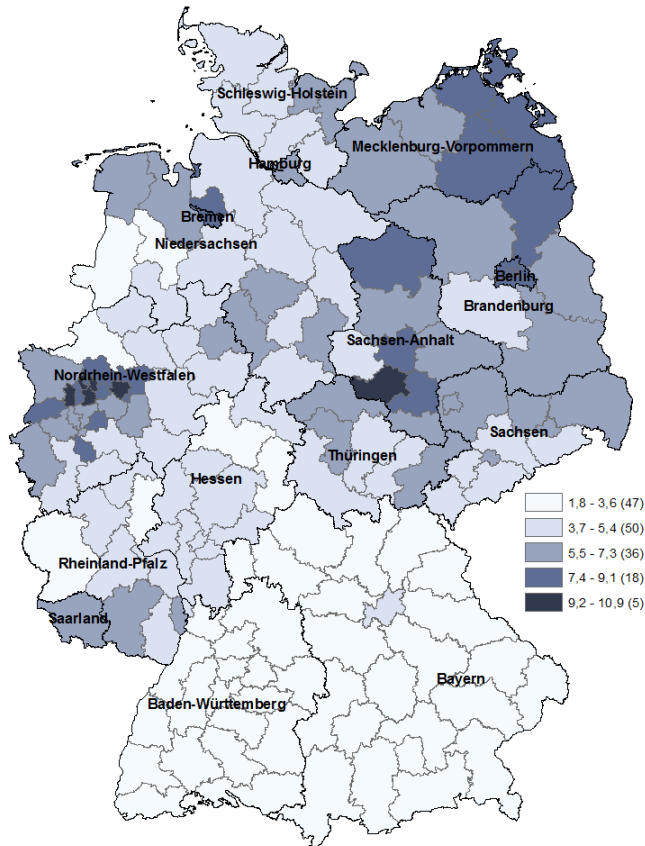 Schleswig-Holstein
Mecklenburg-Vorpommern
Hamburg
Bremen
Niedersachsen
Berlin
Brandenburg
Sachsen-Anhalt
Nordrhein-Westfalen
Sachsen
Thüringen
Hessen
1,8 - 3,6 (47)
3,7 - 5,4 (50)
5,5 - 7,3 (36)
7,4 - 9,1 (18)
9,2 - 10,9 (5)
Rheinland-Pfalz
Saarland
Bayern
Baden-Württemberg